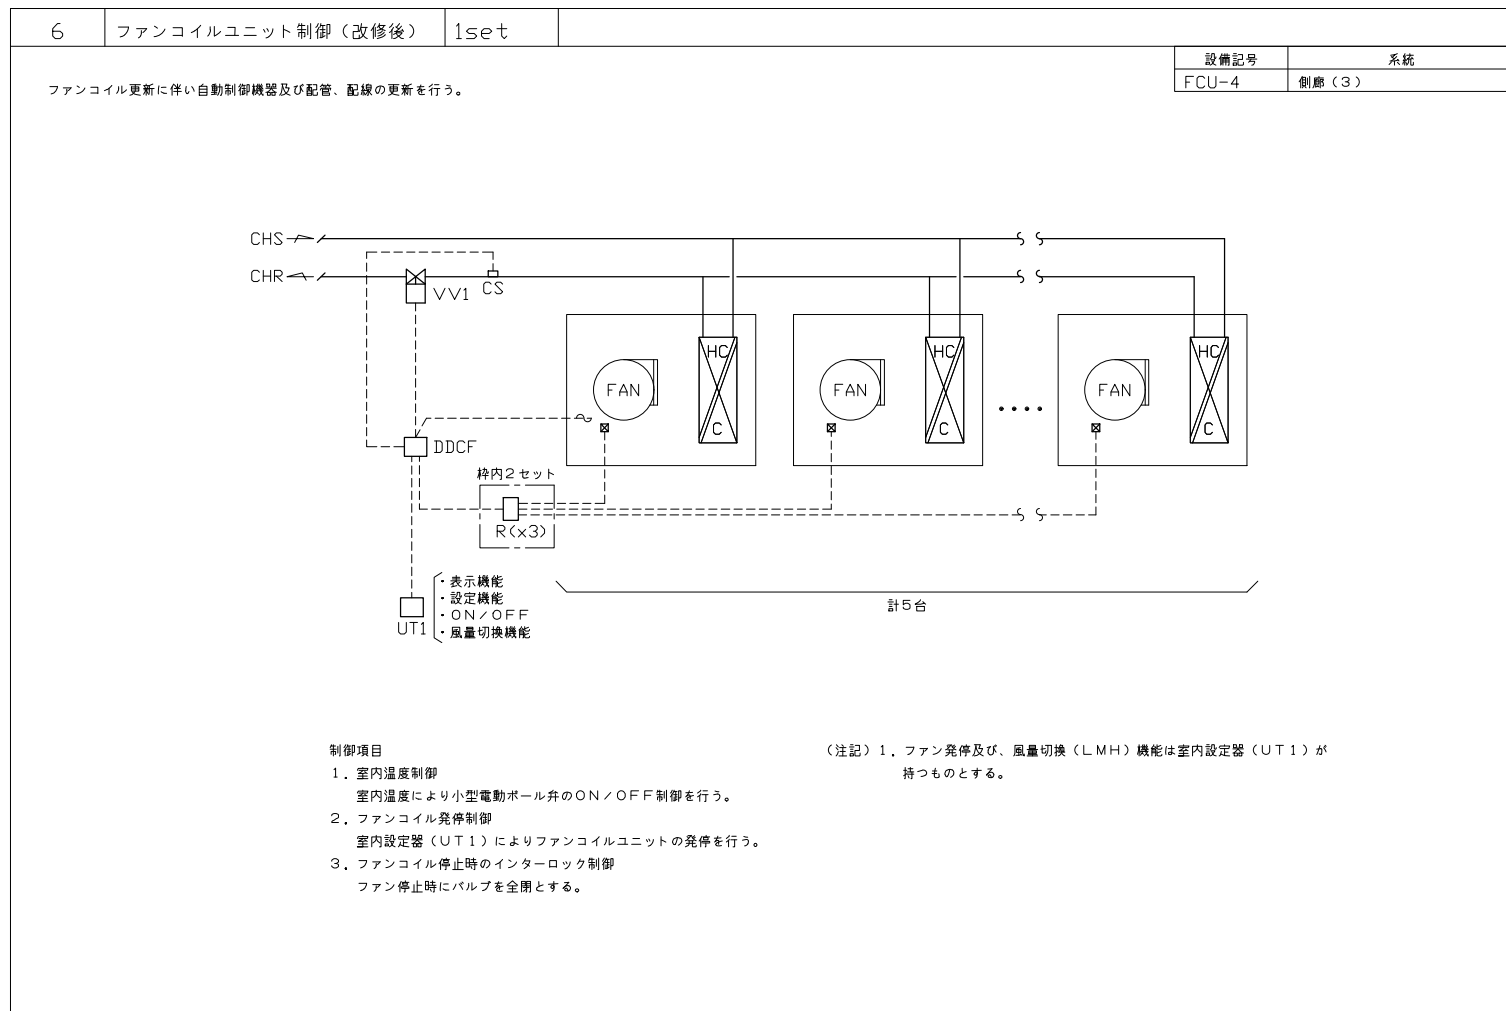 6 ファンコイルユニット制御（改修後） 1set
設備記号 系統
FCU-4 側廊（3）
ファンコイル更新に伴い自動制御機器及び配管、配線の更新を行う。
CHS
CHR
VV1
CS
HC
HC
HC
FAN
FAN
FAN
C
C
C
DDCF
枠内2セット
R(x3)
・表示機能
・設定機能
・ON／OFF
・風量切換機能
UT1
計5台
制御項目
1．室内温度制御
室内温度により小型電動ボール弁のON／OFF制御を行う。
2．ファンコイル発停制御
室内設定器（UT1）によりファンコイルユニットの発停を行う。
3．ファンコイル停止時のインターロック制御
ファン停止時にバルブを全閉とする。
（注記）1．ファン発停及び、風量切換（LMH）機能は室内設定器（UT1）が
持つものとする。